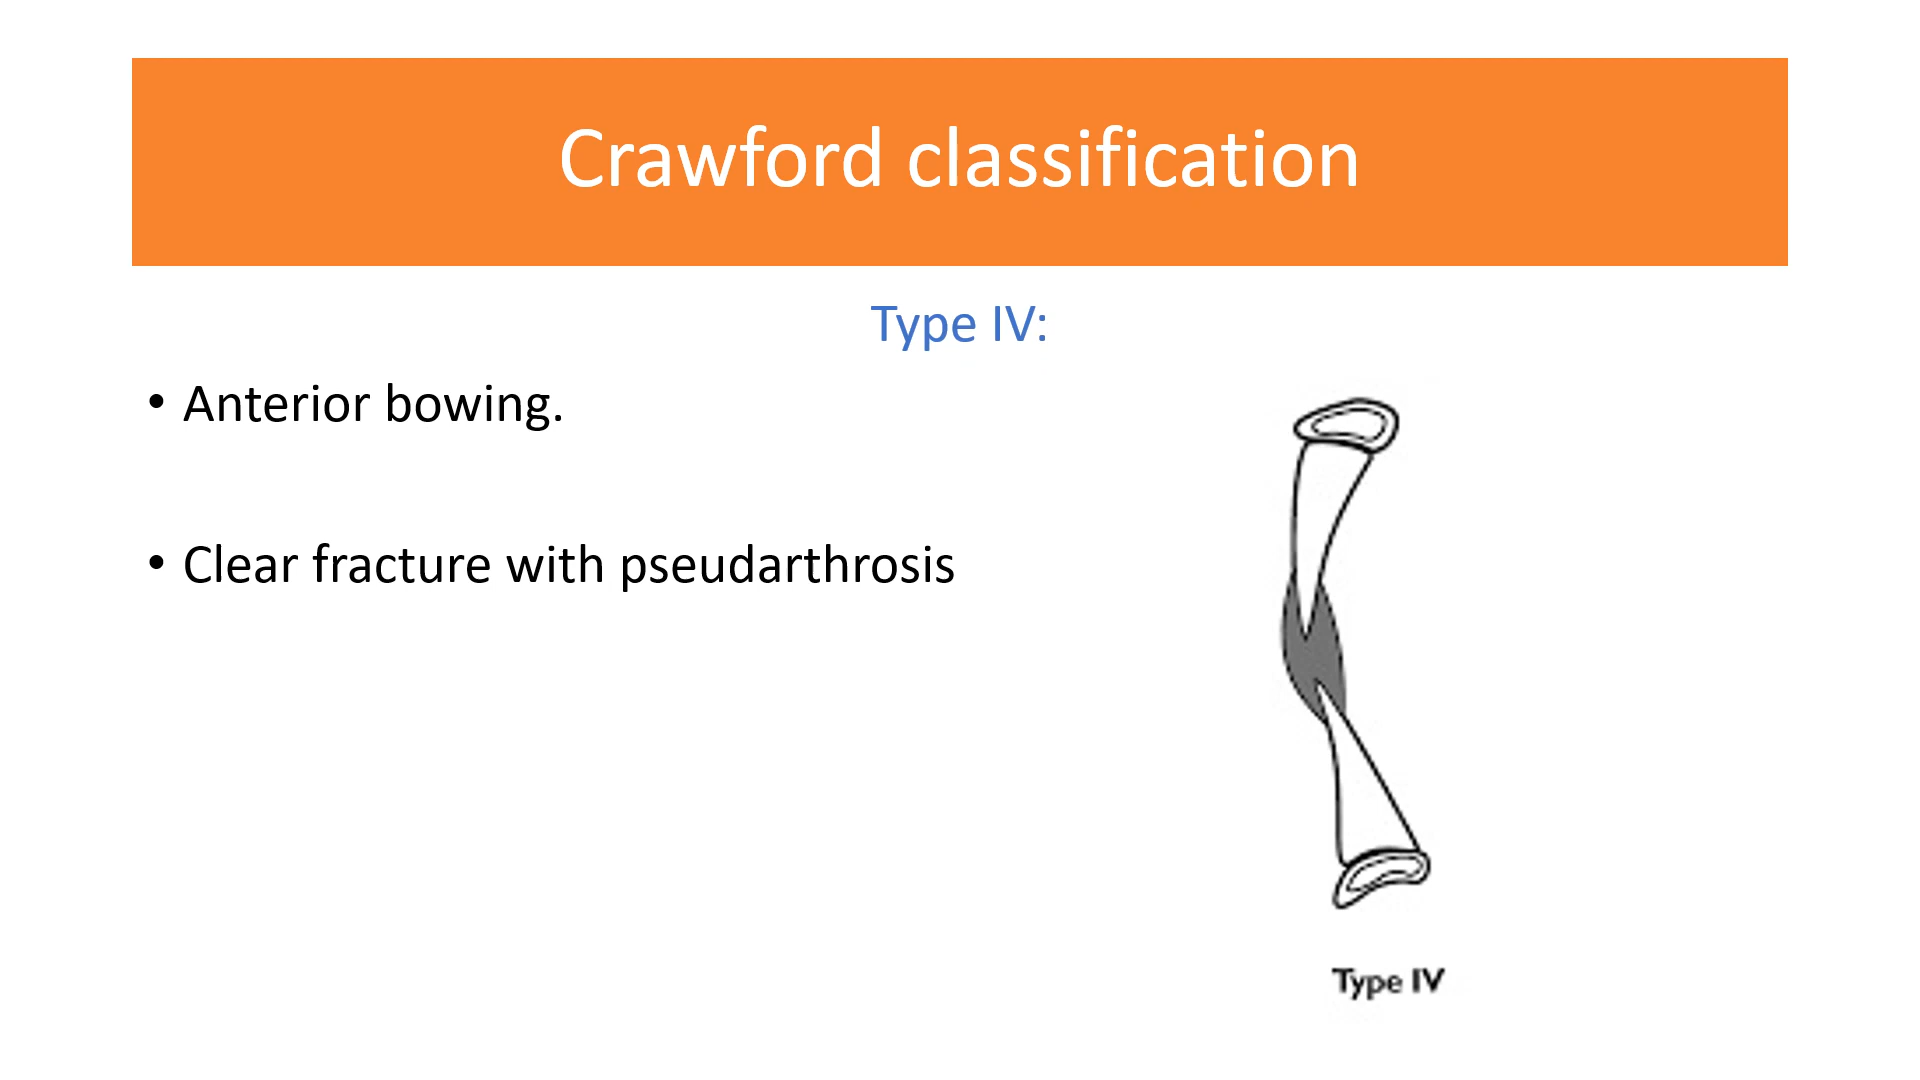 Crawford classification
Type IV:
• Anterior bowing.
• Clear fracture with pseudarthrosis
Type IV